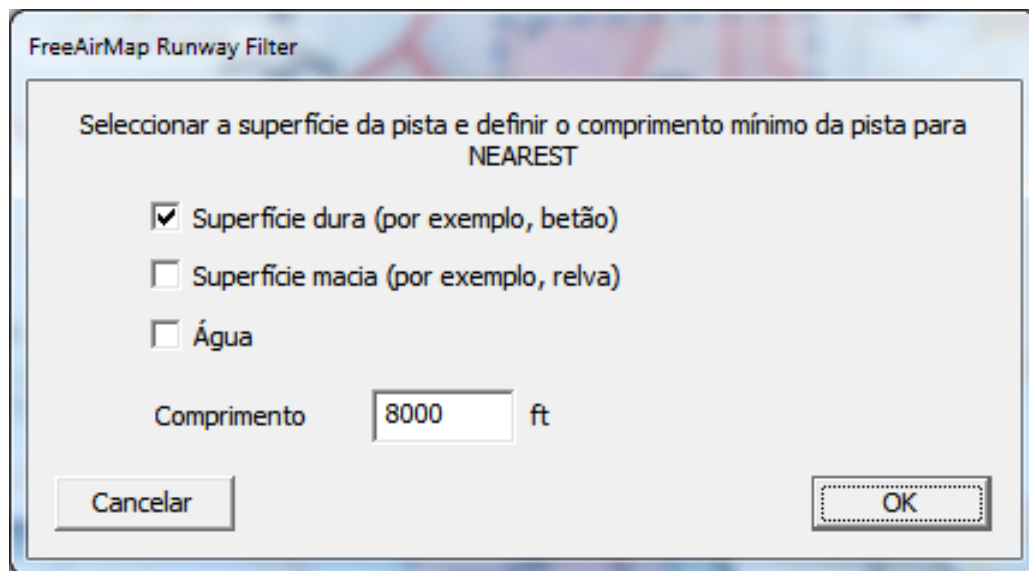 FreeAirMap Runway Filter
Seleccionar a superfície da pista e definir o comprimento mínimo da pista para
NEAREST
Superfície dura (por exemplo, betão)
Superfície macia (por exemplo, relva)
Água
Comprimento 8000 ft
Cancelar OK